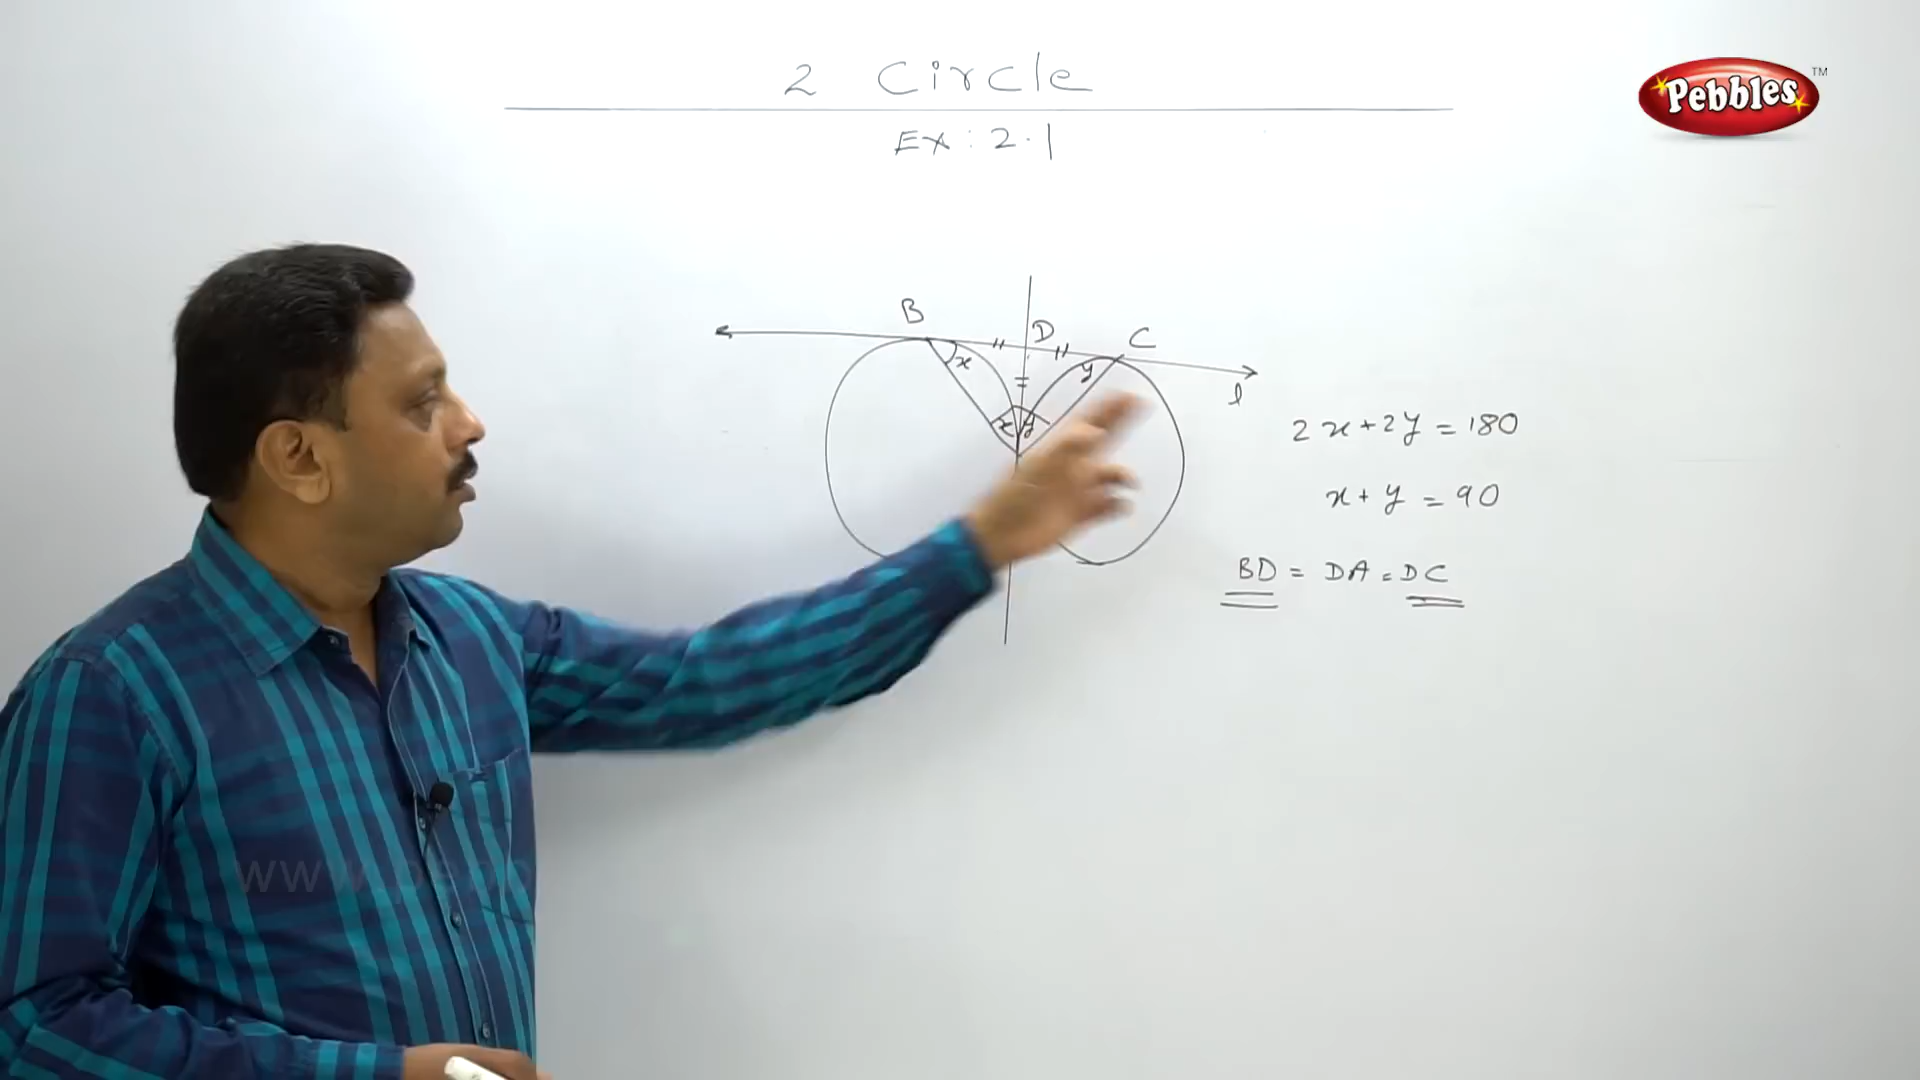 2 Circle
Pebbles TM
Ex : 2.1
B
D
C
x
y
x y
l
2x+2y = 180
x+y = 90
BD = DA = DC